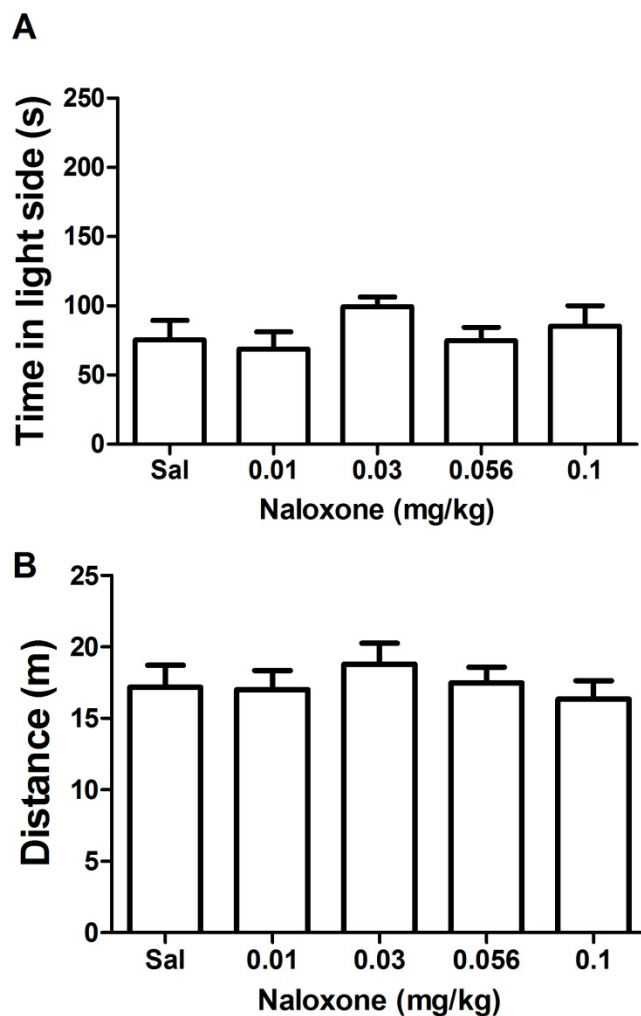 A
Time in light side (s)
250
200
150
100
50
0
Sal 0.01 0.03 0.056 0.1
Naloxone (mg/kg)
B
Distance (m)
25
20
15
10
5
0
Sal 0.01 0.03 0.056 0.1
Naloxone (mg/kg)